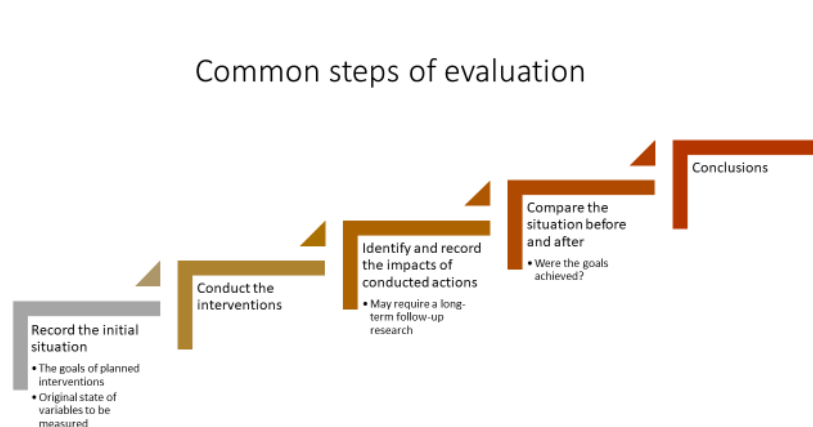 Common steps of evaluation
Record the initial
situation
• The goals of planned
interventions
• Original state of
variables to be
measured
Conduct the
interventions
Identify and record
the impacts of
conducted actions
• May require a long-
term follow-up
research
Compare the
situation before
and after
• Were the goals
achieved?
Conclusions